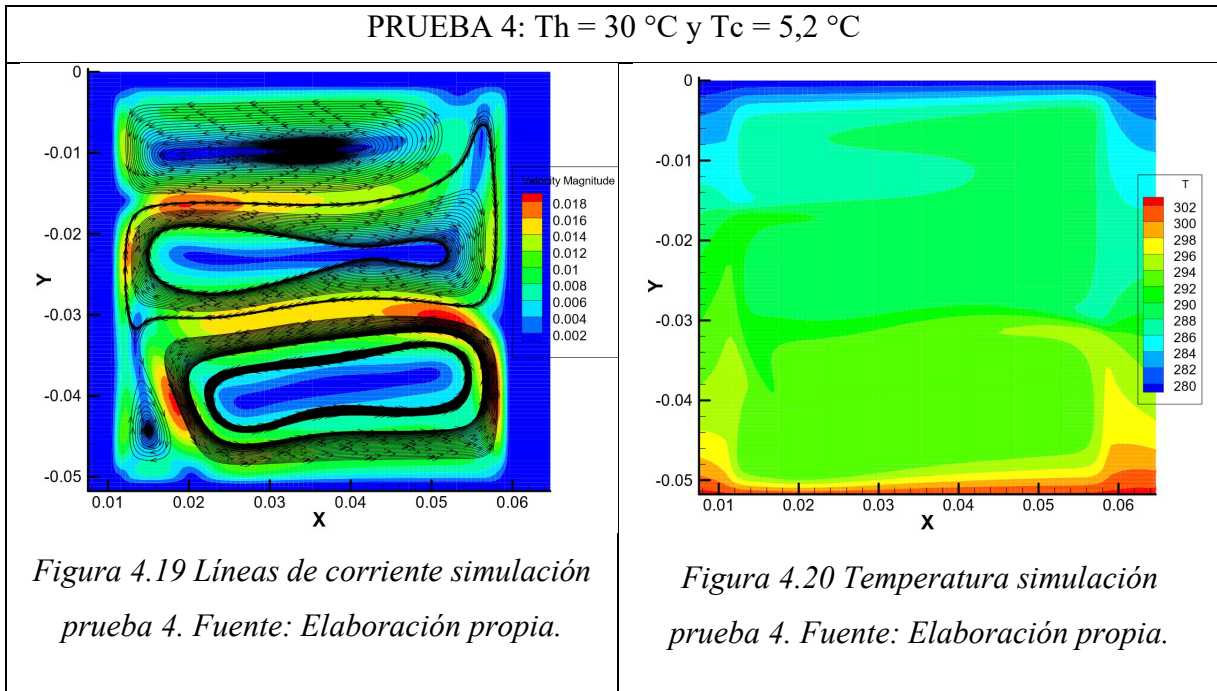 PRUEBA 4: Th = 30 °C y Tc = 5,2 °C
0
-0.01
-0.02
-0.03
-0.04
-0.05
Y
0.01 0.02 0.03 0.04 0.05 0.06
X
Velocity Magnitude
0.018
0.016
0.014
0.012
0.01
0.008
0.006
0.004
0.002
Figura 4.19 Líneas de corriente simulación
prueba 4. Fuente: Elaboración propia.
0
-0.01
-0.02
-0.03
-0.04
-0.05
Y
0.01 0.02 0.03 0.04 0.05 0.06
X
T
302
300
298
296
294
292
290
288
286
284
282
280
Figura 4.20 Temperatura simulación
prueba 4. Fuente: Elaboración propia.